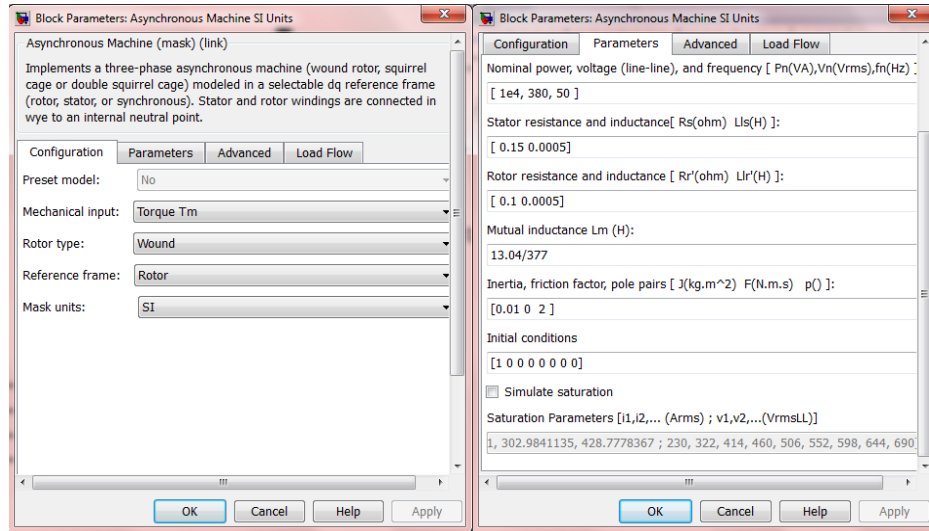 Block Parameters: Asynchronous Machine SI Units
Asynchronous Machine (mask) (link)
Implements a three-phase asynchronous machine (wound rotor, squirrel
cage or double squirrel cage) modeled in a selectable dq reference frame
(rotor, stator, or synchronous). Stator and rotor windings are connected in
wye to an internal neutral point.
Configuration Parameters Advanced Load Flow
Preset model: No
Mechanical input: Torque Tm
Rotor type: Wound
Reference frame: Rotor
Mask units: SI
OK Cancel Help Apply
Block Parameters: Asynchronous Machine SI Units
Configuration Parameters Advanced Load Flow
Nominal power, voltage (line-line), and frequency [ Pn(VA),Vn(Vrms),fn(Hz) ]
[ 1e4, 380, 50 ]
Stator resistance and inductance[ Rs(ohm) Lls(H) ]:
[ 0.15 0.0005]
Rotor resistance and inductance [ Rr'(ohm) Llr'(H) ]:
[ 0.1 0.0005]
Mutual inductance Lm (H):
13.04/377
Inertia, friction factor, pole pairs [ J(kg.m^2) F(N.m.s) p() ]:
[0.01 0 2 ]
Initial conditions
[1 0 0 0 0 0 0 0]
Simulate saturation
Saturation Parameters [i1,i2,... (Arms) ; v1,v2,...(VrmsLL)]
1, 302.9841135, 428.7778367 ; 230, 322, 414, 460, 506, 552, 598, 644, 690]
OK Cancel Help Apply